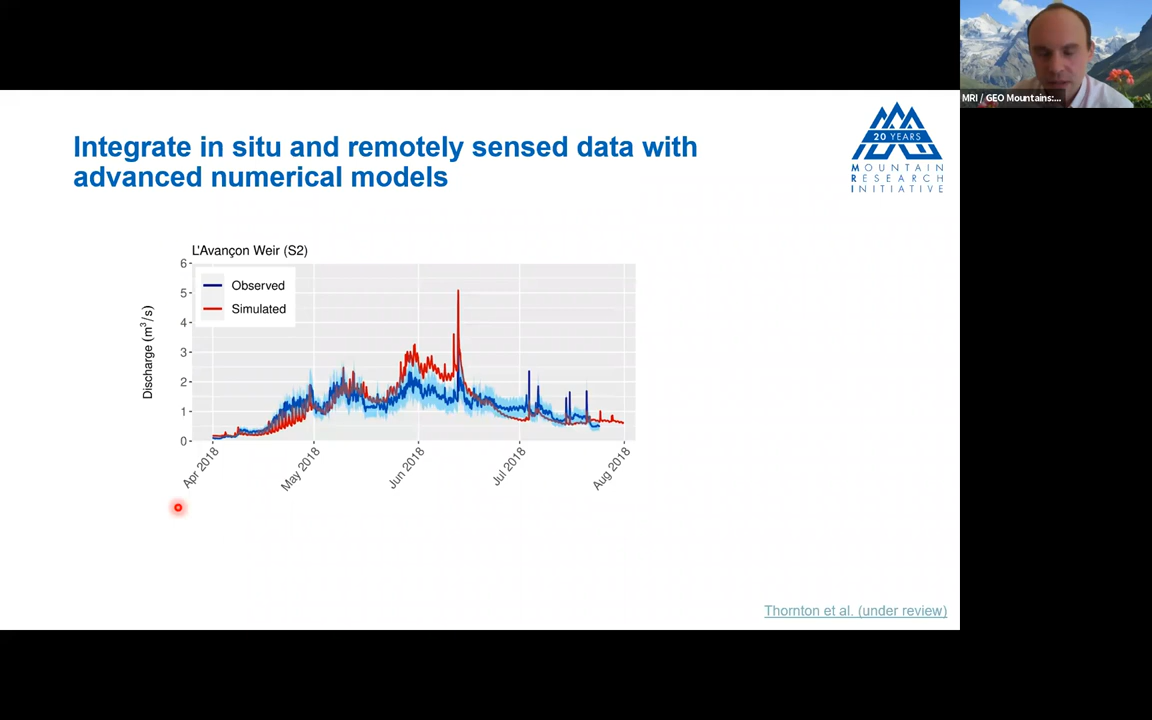 MRI / GEO Mountains:...
Integrate in situ and remotely sensed data with
advanced numerical models
20 YEARS
MOUNTAIN
RESEARCH
INITIATIVE
L'Avançon Weir (S2)
Observed
Simulated
Discharge (m³/s)
6
5
4
3
2
1
0
Apr 2018
May 2018
Jun 2018
Jul 2018
Aug 2018
Thornton et al. (under review)